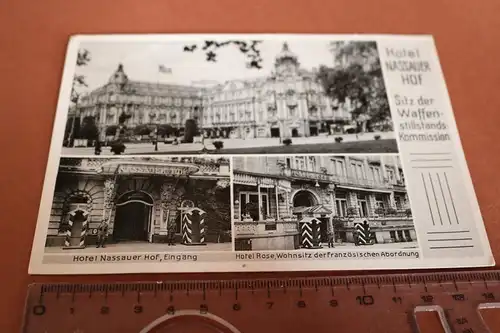 Hotel
NASSAUER
HOF
Sitz der
Waffen-
stillstands-
Kommission
Hotel Nassauer Hof, Eingang
Hotel Rose, Wohnsitz der französischen Abordnung